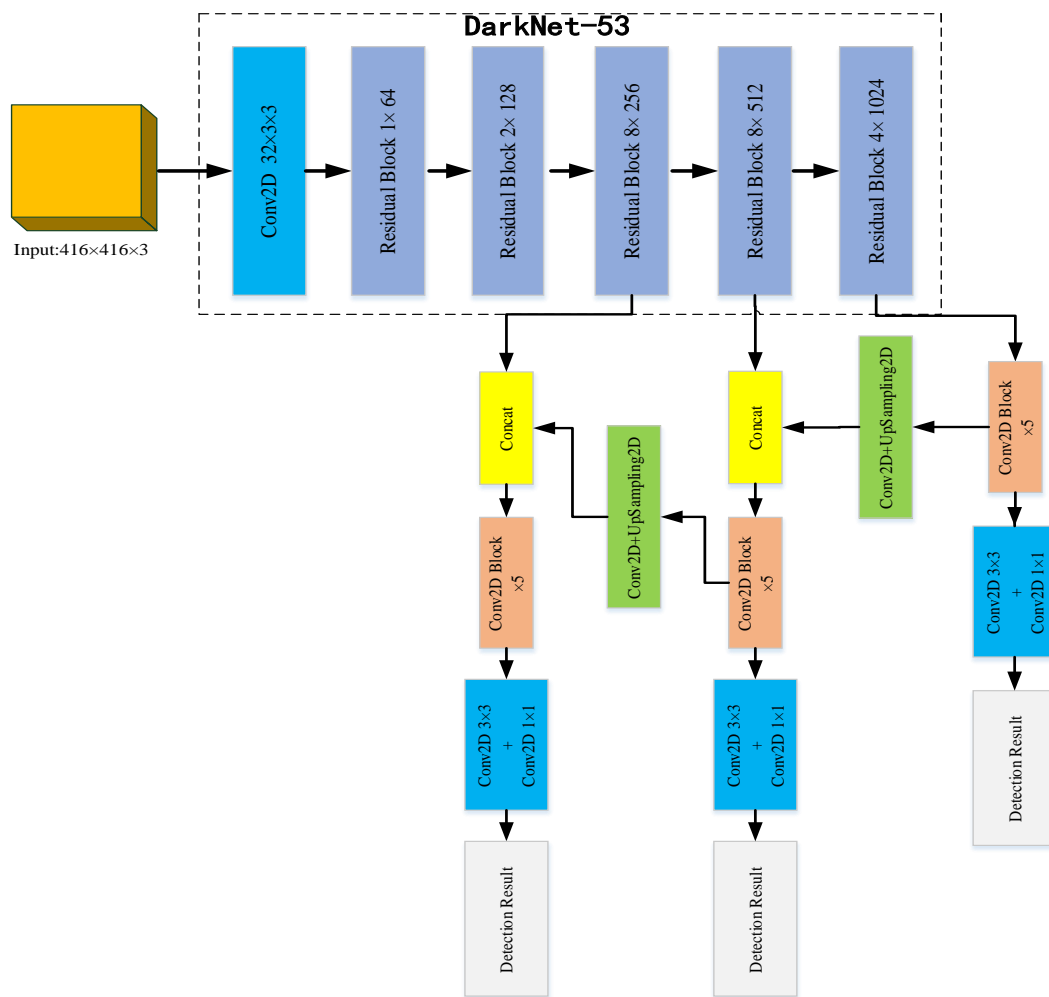 DarkNet-53
Input:416×416×3
Conv2D 32×3×3
Residual Block 1× 64
Residual Block 2× 128
Residual Block 8× 256
Residual Block 8× 512
Residual Block 4× 1024
Concat
Conv2D+UpSampling2D
Concat
Conv2D+UpSampling2D
Conv2D Block
×5
Conv2D Block
×5
Conv2D Block
×5
Conv2D 3×3
+
Conv2D 1×1
Conv2D 3×3
+
Conv2D 1×1
Conv2D 3×3
+
Conv2D 1×1
Detection Result
Detection Result
Detection Result